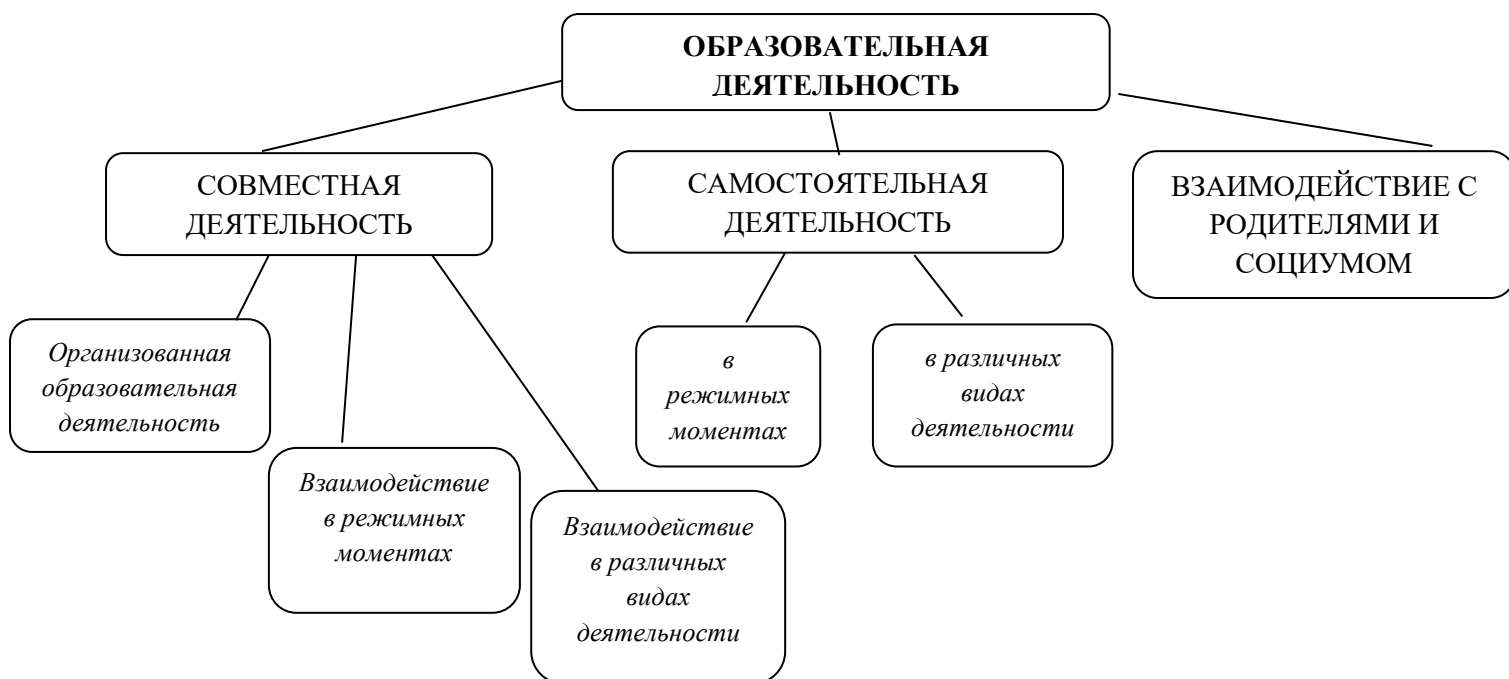 ОБРАЗОВАТЕЛЬНАЯ
ДЕЯТЕЛЬНОСТЬ
СОВМЕСТНАЯ
ДЕЯТЕЛЬНОСТЬ
САМОСТОЯТЕЛЬНАЯ
ДЕЯТЕЛЬНОСТЬ
ВЗАИМОДЕЙСТВИЕ С
РОДИТЕЛЯМИ И
СОЦИУМОМ
Организованная
образовательная
деятельность
Взаимодействие
в режимных
моментах
Взаимодействие
в различных
видах
деятельности
в
режимных
моментах
в различных
видах
деятельности